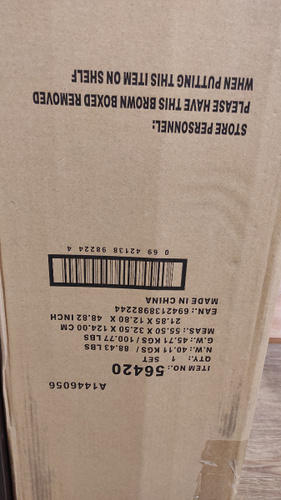 A1446056
ITEM NO.: 56420
QTY: 1 SET
N.W.: 40.11 KGS / 88.43 LBS
G.W.: 45.71 KGS / 100.77 LBS
MEAS.: 55.50 X 32.50 X 124.00 CM
21.85 X 12.80 X 48.82 INCH
EAN.: 6942138982244
MADE IN CHINA
0 69 42138 98224 4
STORE PERSONNEL:
PLEASE HAVE THIS BROWN BOXED REMOVED
WHEN PUTTING THIS ITEM ON SHELF